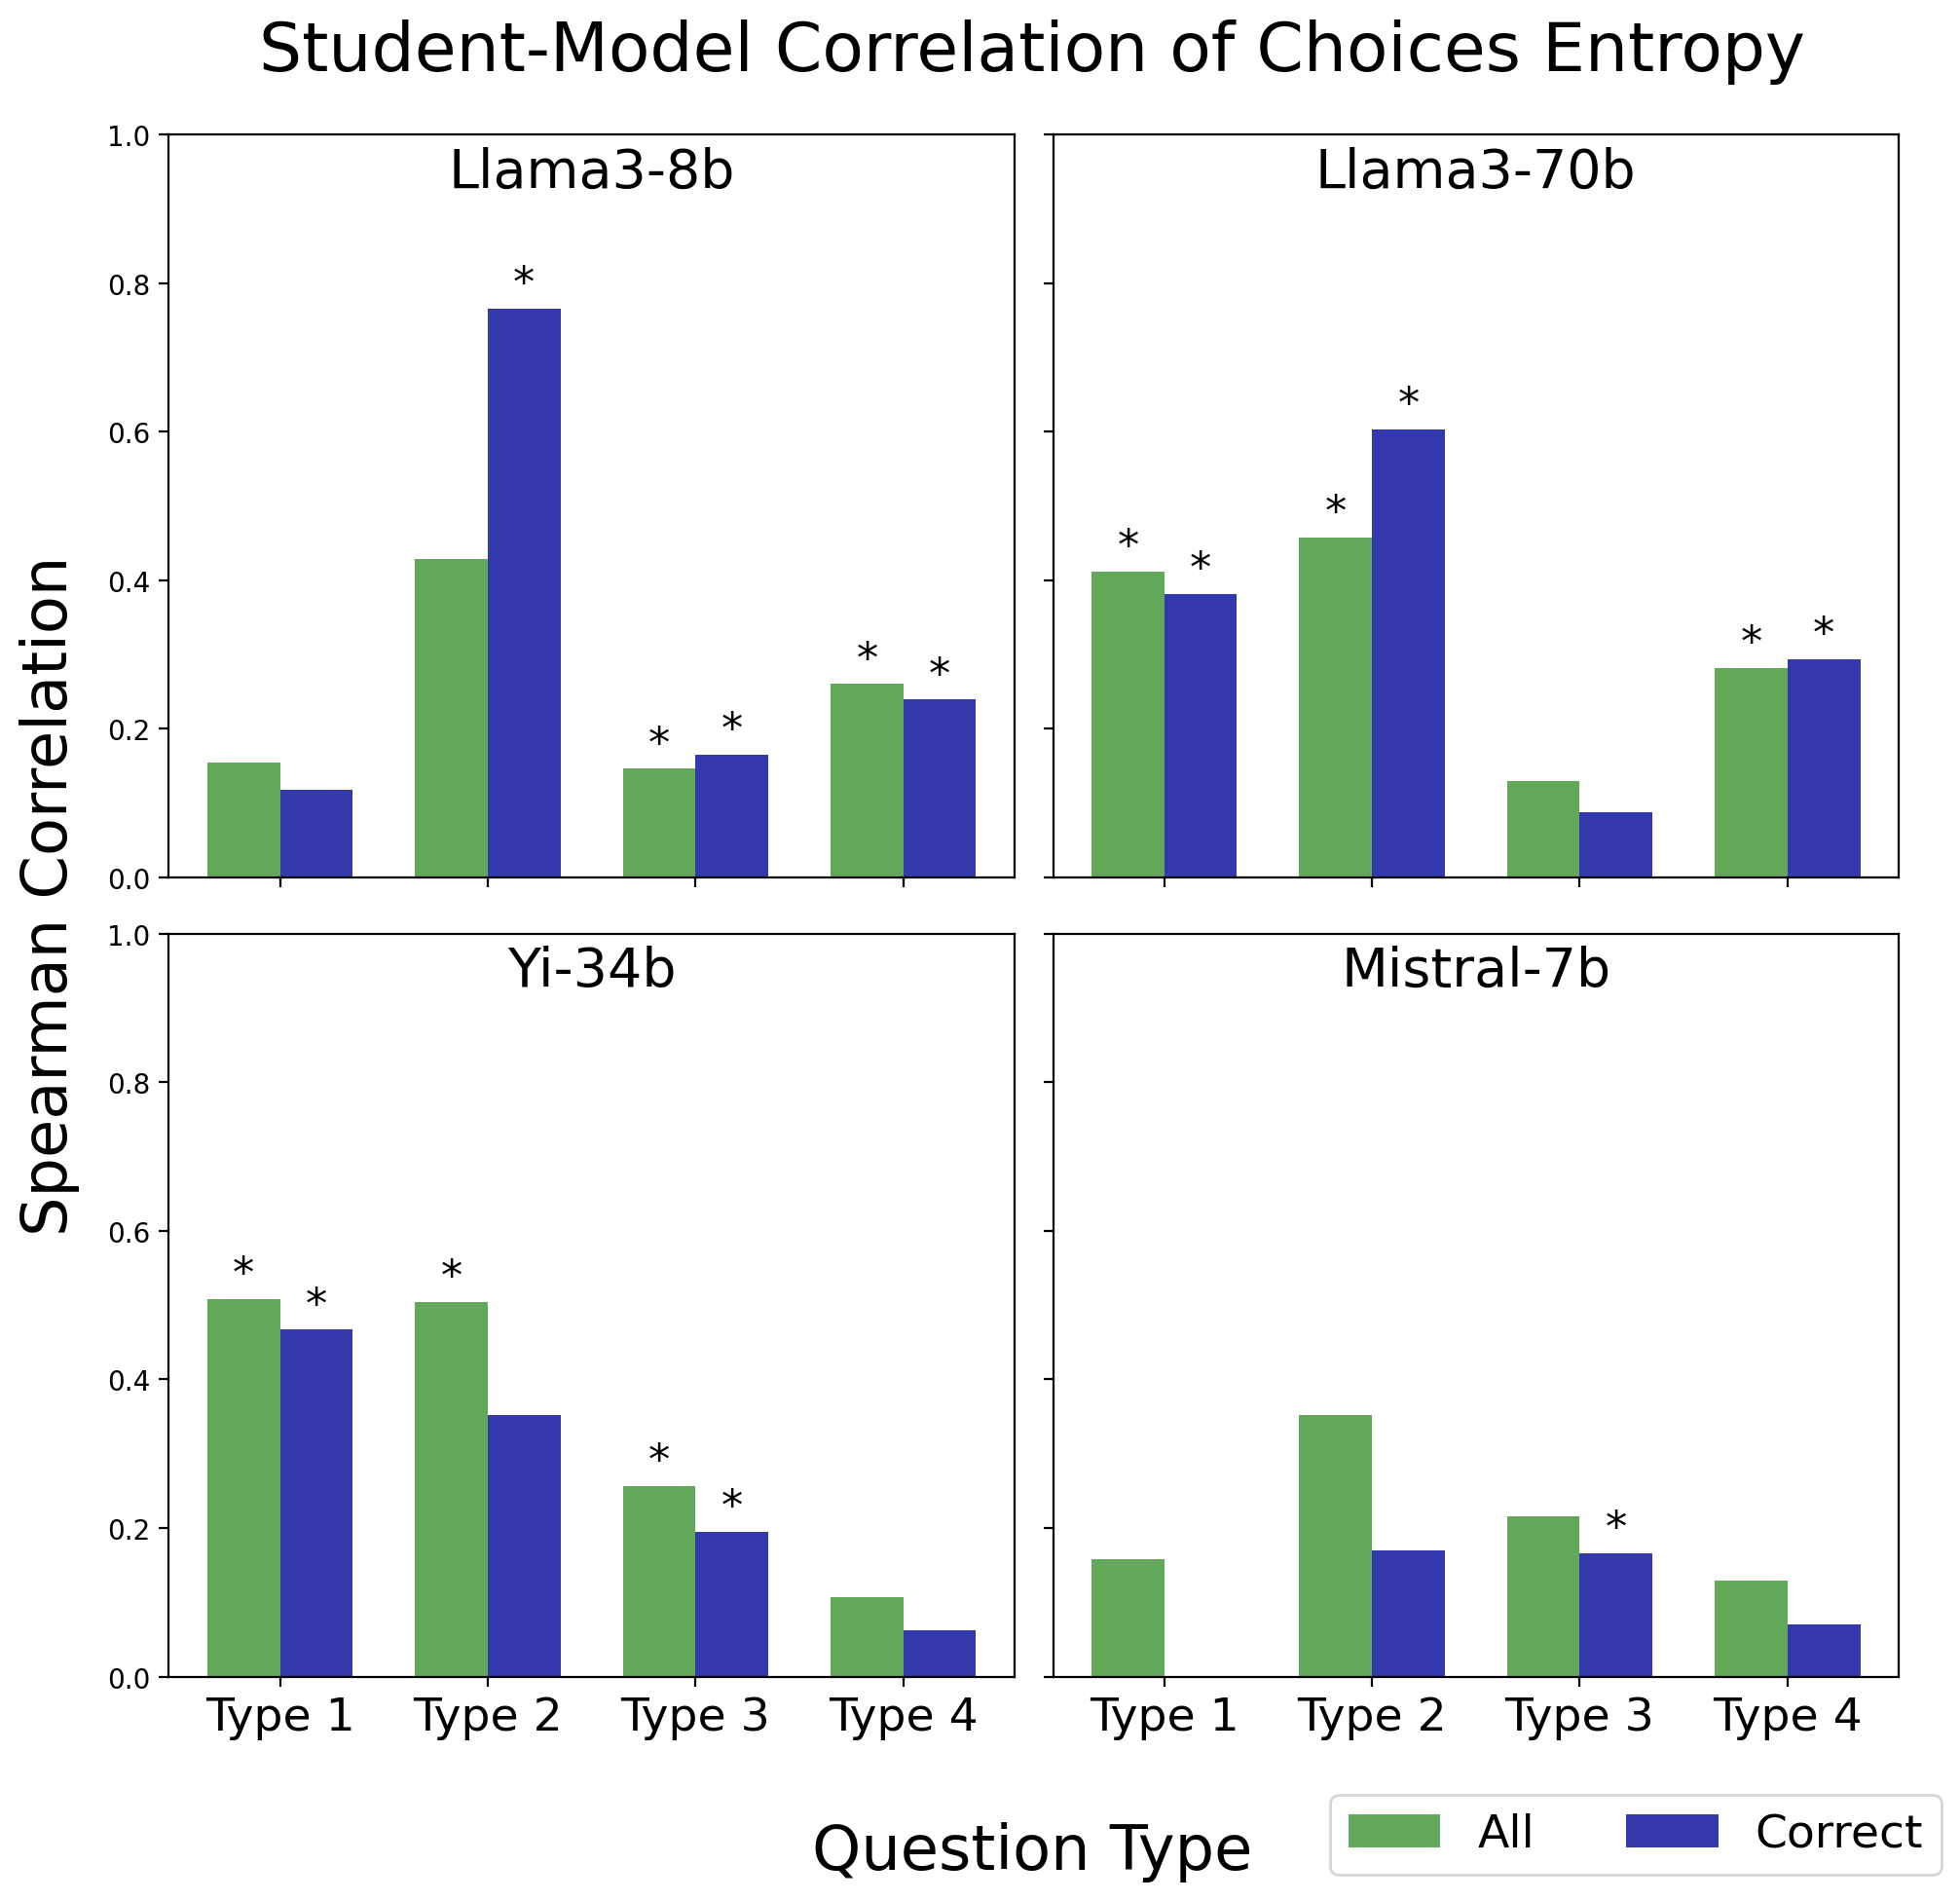 Student-Model Correlation of Choices Entropy
Llama3-8b
Llama3-70b
1.0
0.8
0.6
0.4
0.2
0.0
*
* *
* *
* *
* *
* *
Spearman Correlation
Yi-34b
Mistral-7b
1.0
0.8
0.6
0.4
0.2
0.0
* *
*
* *
*
Type 1 Type 2 Type 3 Type 4
Type 1 Type 2 Type 3 Type 4
Question Type
All Correct